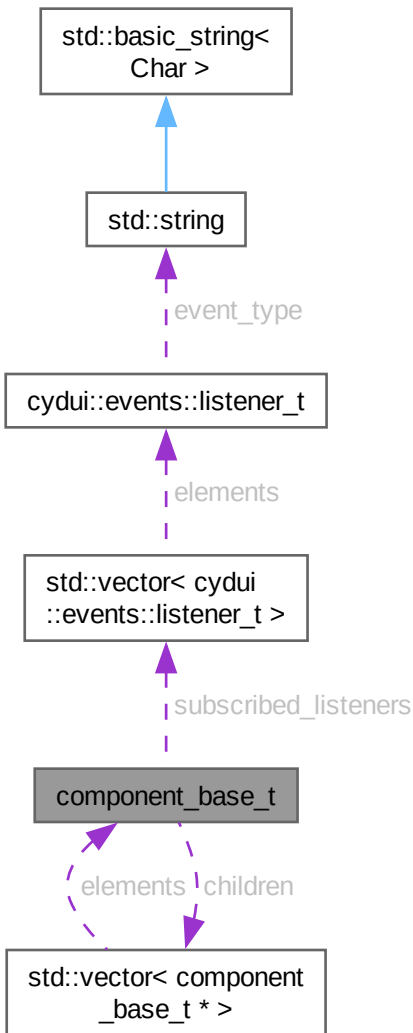 std::basic_string<
Char >
std::string
event_type
cydui::events::listener_t
elements
std::vector< cydui
::events::listener_t >
subscribed_listeners
component_base_t
elements
children
std::vector< component
_base_t * >